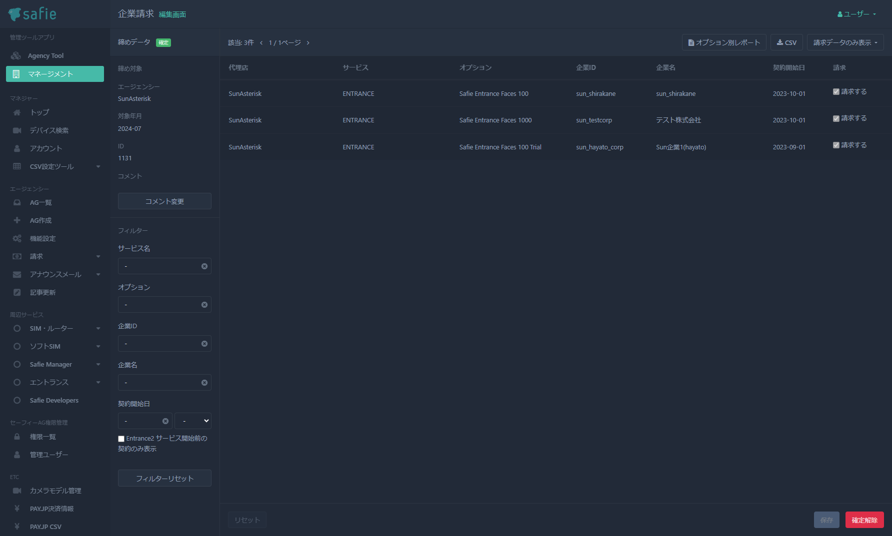 safie
企業請求 編集画面
ユーザー
管理ツールアプリ
Agency Tool
マネージメント
マネジャー
トップ
デバイス検索
アカウント
CSV設定ツール
エージェンシー
AG一覧
AG作成
機能設定
請求
アナウンスメール
記事更新
周辺サービス
SIM・ルーター
ソフトSIM
Safie Manager
エントランス
Safie Developers
セーフィーAG権限管理
権限一覧
管理ユーザー
ETC
カメラモデル管理
PAYJP決済情報
PAYJP CSV
締めデータ 確定
締め対象
エージェンシー
SunAsterisk
対象年月
2024-07
ID
1131
コメント
コメント変更
フィルター
サービス名
-
オプション
-
企業ID
-
企業名
-
契約開始日
- -
Entrance2 サービス開始前の
契約のみ表示
フィルターリセット
該当: 3件 ‹ 1 / 1ページ ›
オプション別レポート CSV 請求データのみ表示
代理店 サービス オプション 企業ID 企業名 契約開始日 請求
SunAsterisk ENTRANCE Safie Entrance Faces 100 sun_shirakane sun_shirakane 2023-10-01 請求する
SunAsterisk ENTRANCE Safie Entrance Faces 1000 sun_testcorp テスト株式会社 2023-10-01 請求する
SunAsterisk ENTRANCE Safie Entrance Faces 100 Trial sun_hayato_corp Sun企業1(hayato) 2023-09-01 請求する
リセット 保存 確定解除